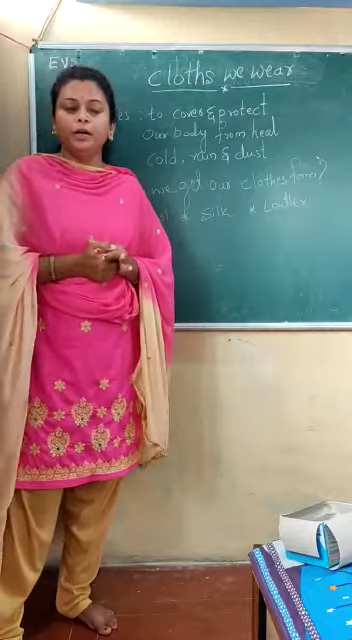 EVS
Cloths we wear
es : to cover & protect
Our body from heal
Cold, rain & dust
we get our clothes from?
* Silk * Leather